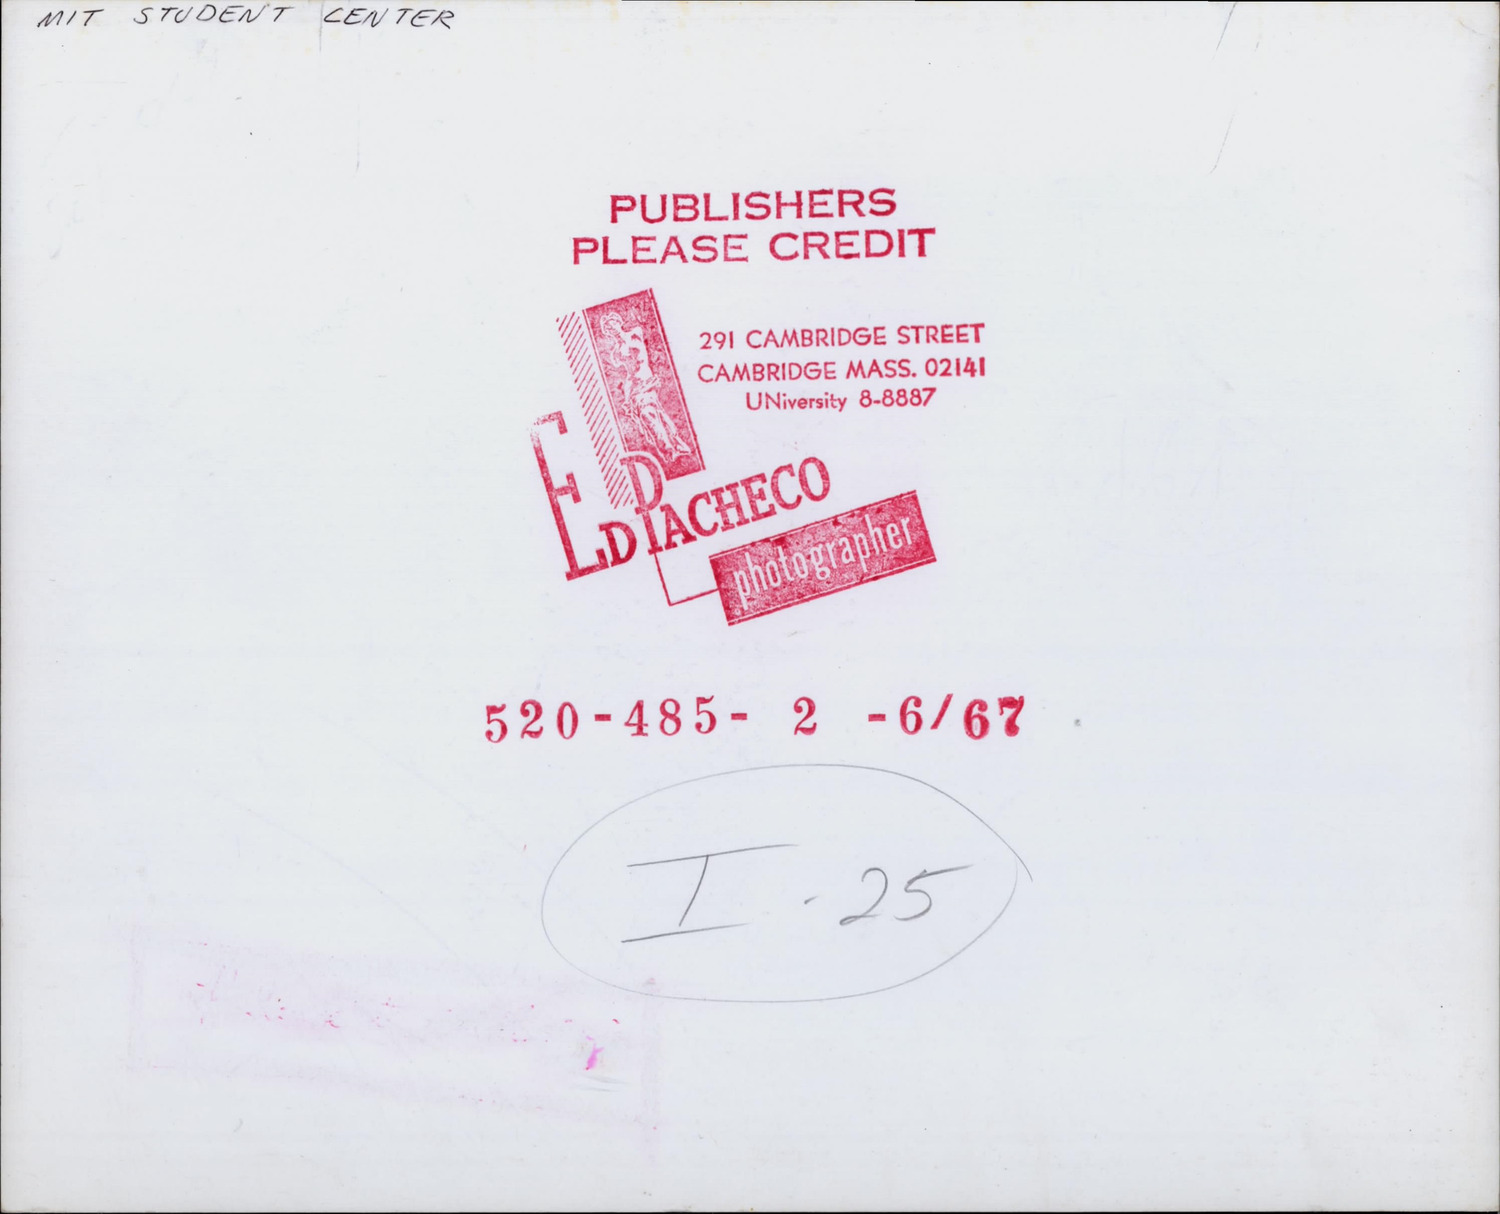 MIT STUDENT CENTER
PUBLISHERS
PLEASE CREDIT
291 CAMBRIDGE STREET
CAMBRIDGE MASS. 02141
UNiversity 8-8887
ED PACHECO
photographer
520-485- 2 -6/67
I - 25